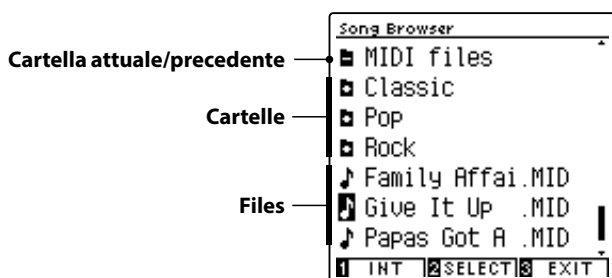 Song Browser
Cartella attuale/precedente
MIDI files
Classic
Cartelle
Pop
Rock
Family Affai.MID
Files
Give It Up .MID
Papas Got A .MID
1 INT 2 SELECT 3 EXIT